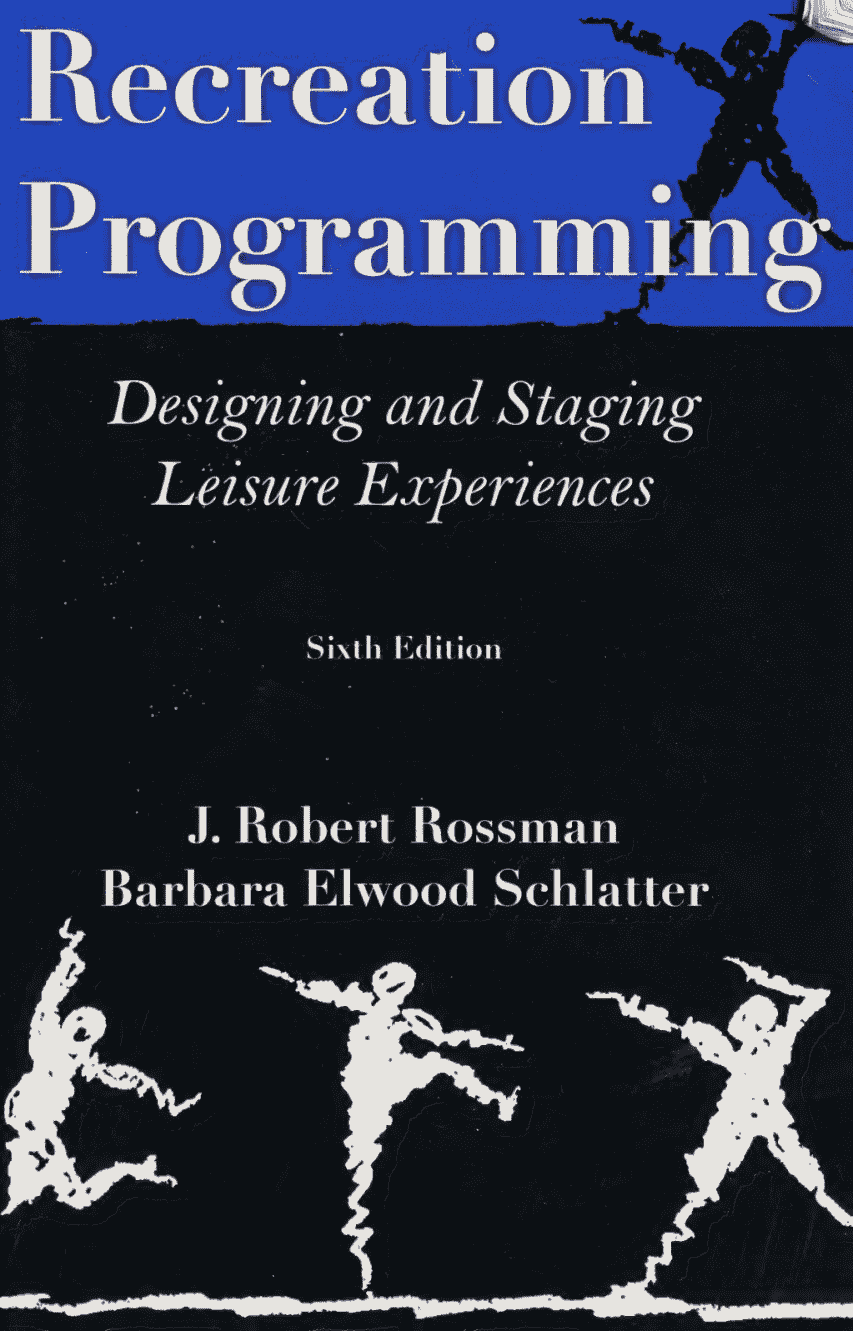 Recreation
Programming
Designing and Staging
Leisure Experiences
Sixth Edition
J. Robert Rossman
Barbara Elwood Schlatter